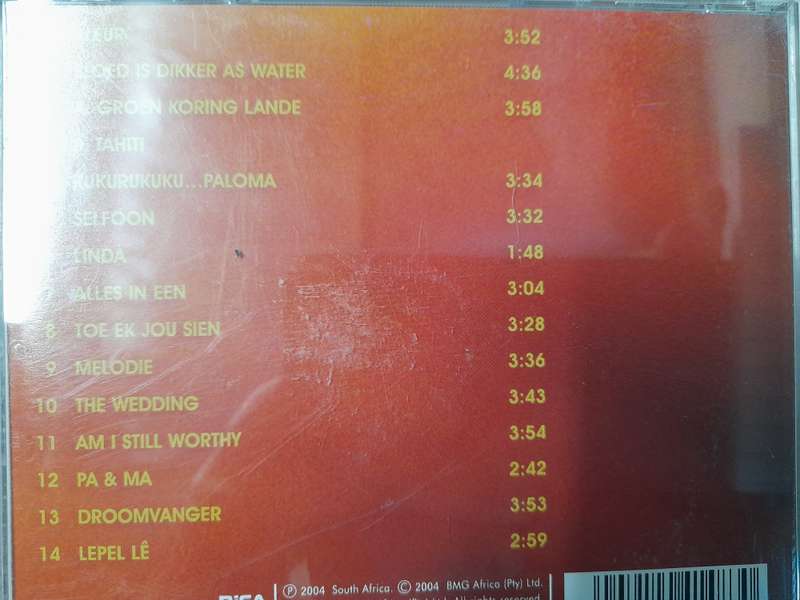 3:52
IS DIKKER AS WATER 4:36
GROEN KORING LANDE 3:58
TAHITI
KUKURUKUKU...PALOMA 3:34
SELFOON 3:32
LINDA 1:48
ALLES IN EEN 3:04
8 TOE EK JOU SIEN 3:28
9 MELODIE 3:36
10 THE WEDDING 3:43
11 AM I STILL WORTHY 3:54
12 PA & MA 2:42
13 DROOMVANGER 3:53
14 LEPEL LÊ 2:59
℗ 2004 South Africa. © 2004 BMG Africa (Pty) Ltd.
rights reserved